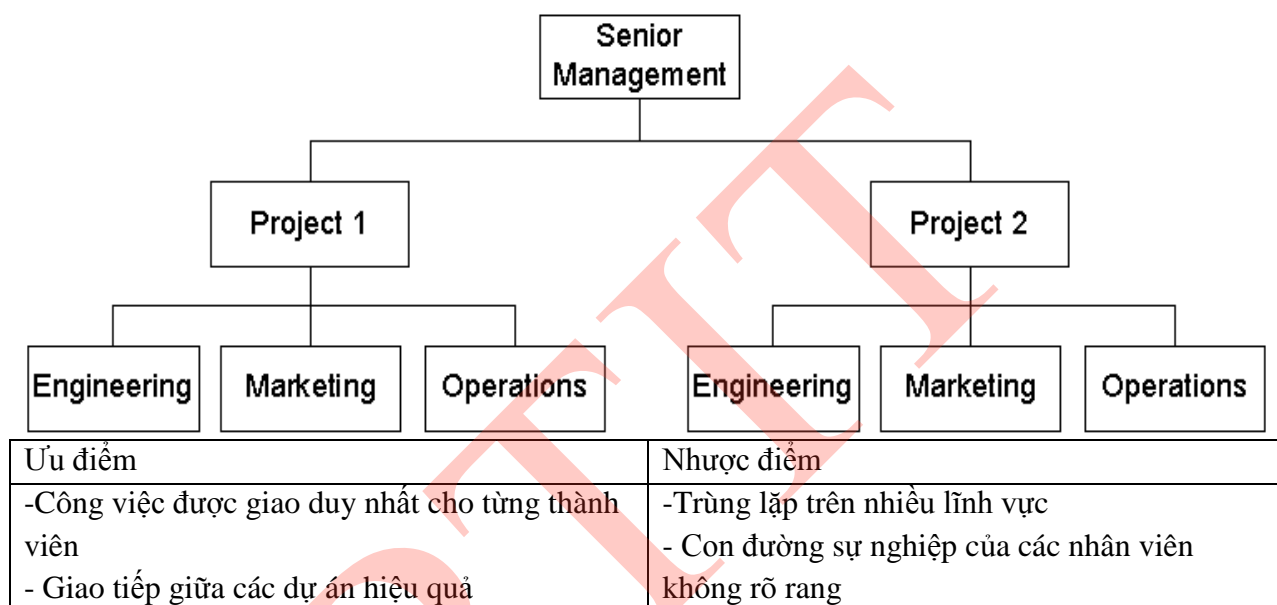 Senior
Management
Project 1
Project 2
Engineering
Marketing
Operations
Engineering
Marketing
Operations
Ưu điểm
-Công việc được giao duy nhất cho từng thành
viên
- Giao tiếp giữa các dự án hiệu quả
Nhược điểm
-Trùng lặp trên nhiều lĩnh vực
- Con đường sự nghiệp của các nhân viên
không rõ rang
PTIT